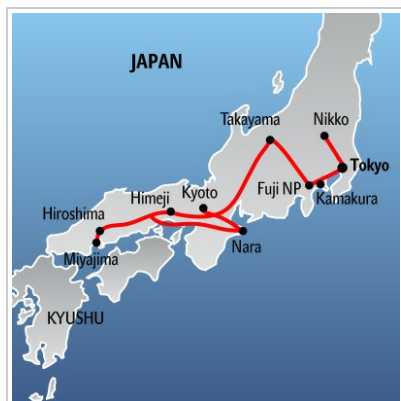 JAPAN
Takayama
Nikko
Tokyo
Fuji NP
Kamakura
Himeji
Kyoto
Hiroshima
Nara
Miyajima
KYUSHU